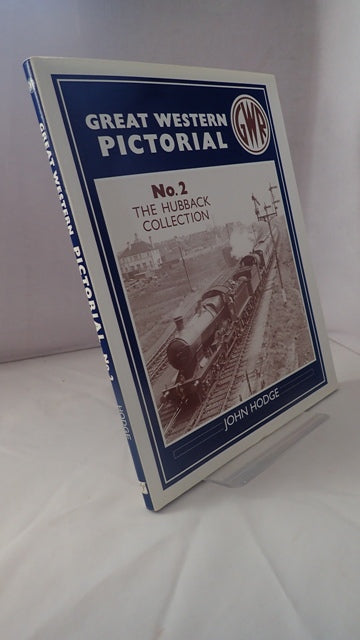 GREAT WESTERN
PICTORIAL
GWR
No.2
THE HUBBACK
COLLECTION
JOHN HODGE
GREAT WESTERN PICTORIAL No.2
HODGE